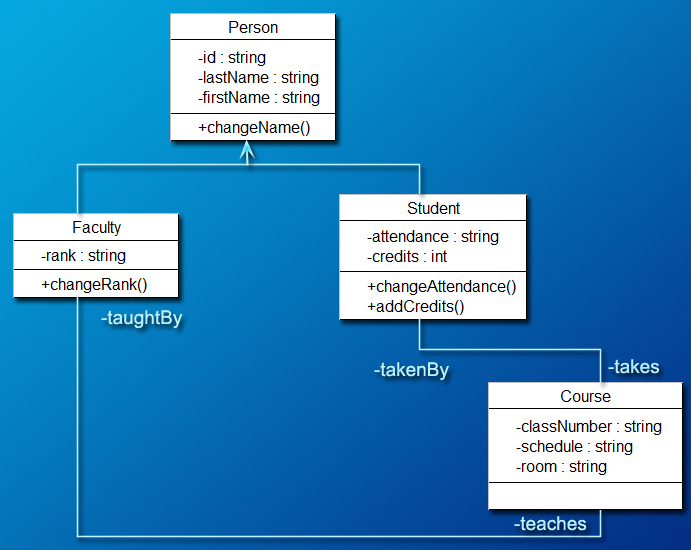 Person
-id : string
-lastName : string
-firstName : string
+changeName()
Faculty
-rank : string
+changeRank()
Student
-attendance : string
-credits : int
+changeAttendance()
+addCredits()
-taughtBy
-takenBy
-takes
Course
-classNumber : string
-schedule : string
-room : string
-teaches